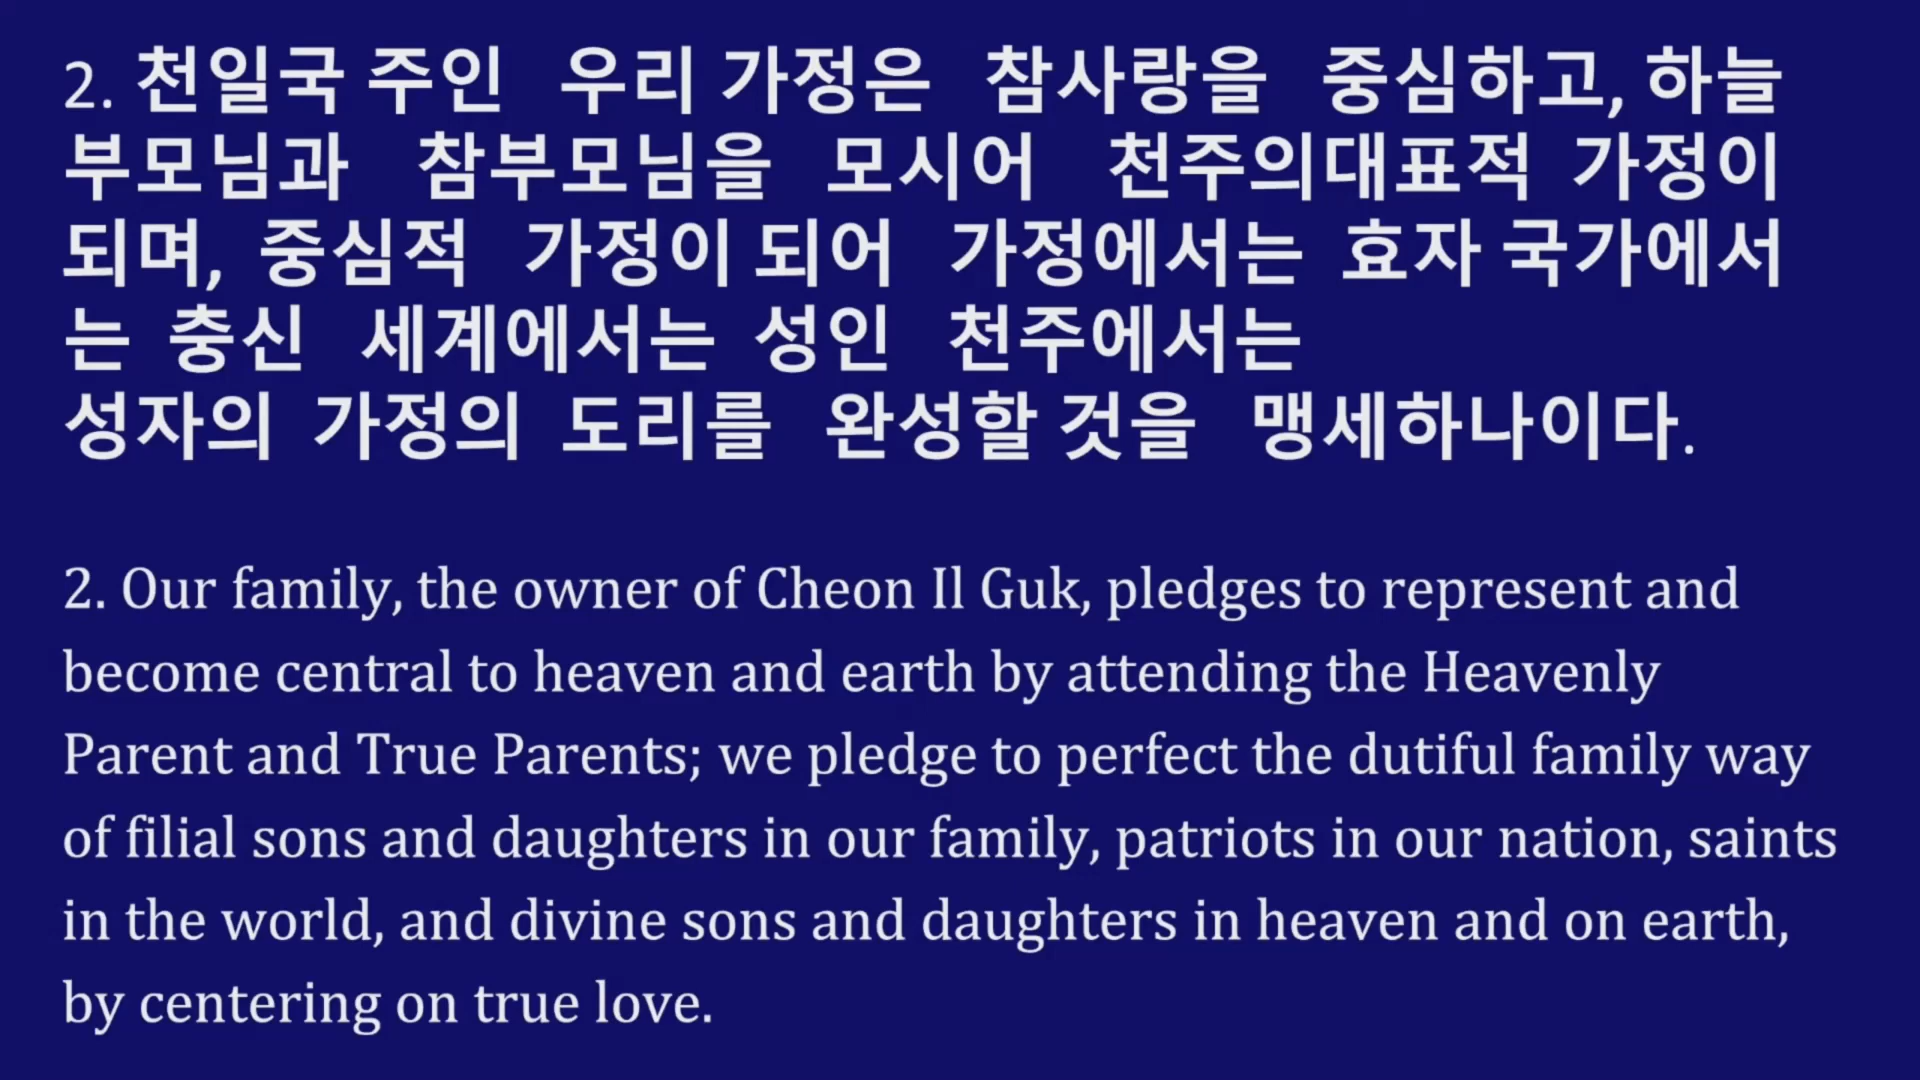 2. 천일국 주인 우리 가정은 참사랑을 중심하고, 하늘
부모님과 참부모님을 모시어 천주의대표적 가정이
되며, 중심적 가정이 되어 가정에서는 효자 국가에서
는 충신 세계에서는 성인 천주에서는
성자의 가정의 도리를 완성할 것을 맹세하나이다.
2. Our family, the owner of Cheon Il Guk, pledges to represent and
become central to heaven and earth by attending the Heavenly
Parent and True Parents; we pledge to perfect the dutiful family way
of filial sons and daughters in our family, patriots in our nation, saints
in the world, and divine sons and daughters in heaven and on earth,
by centering on true love.